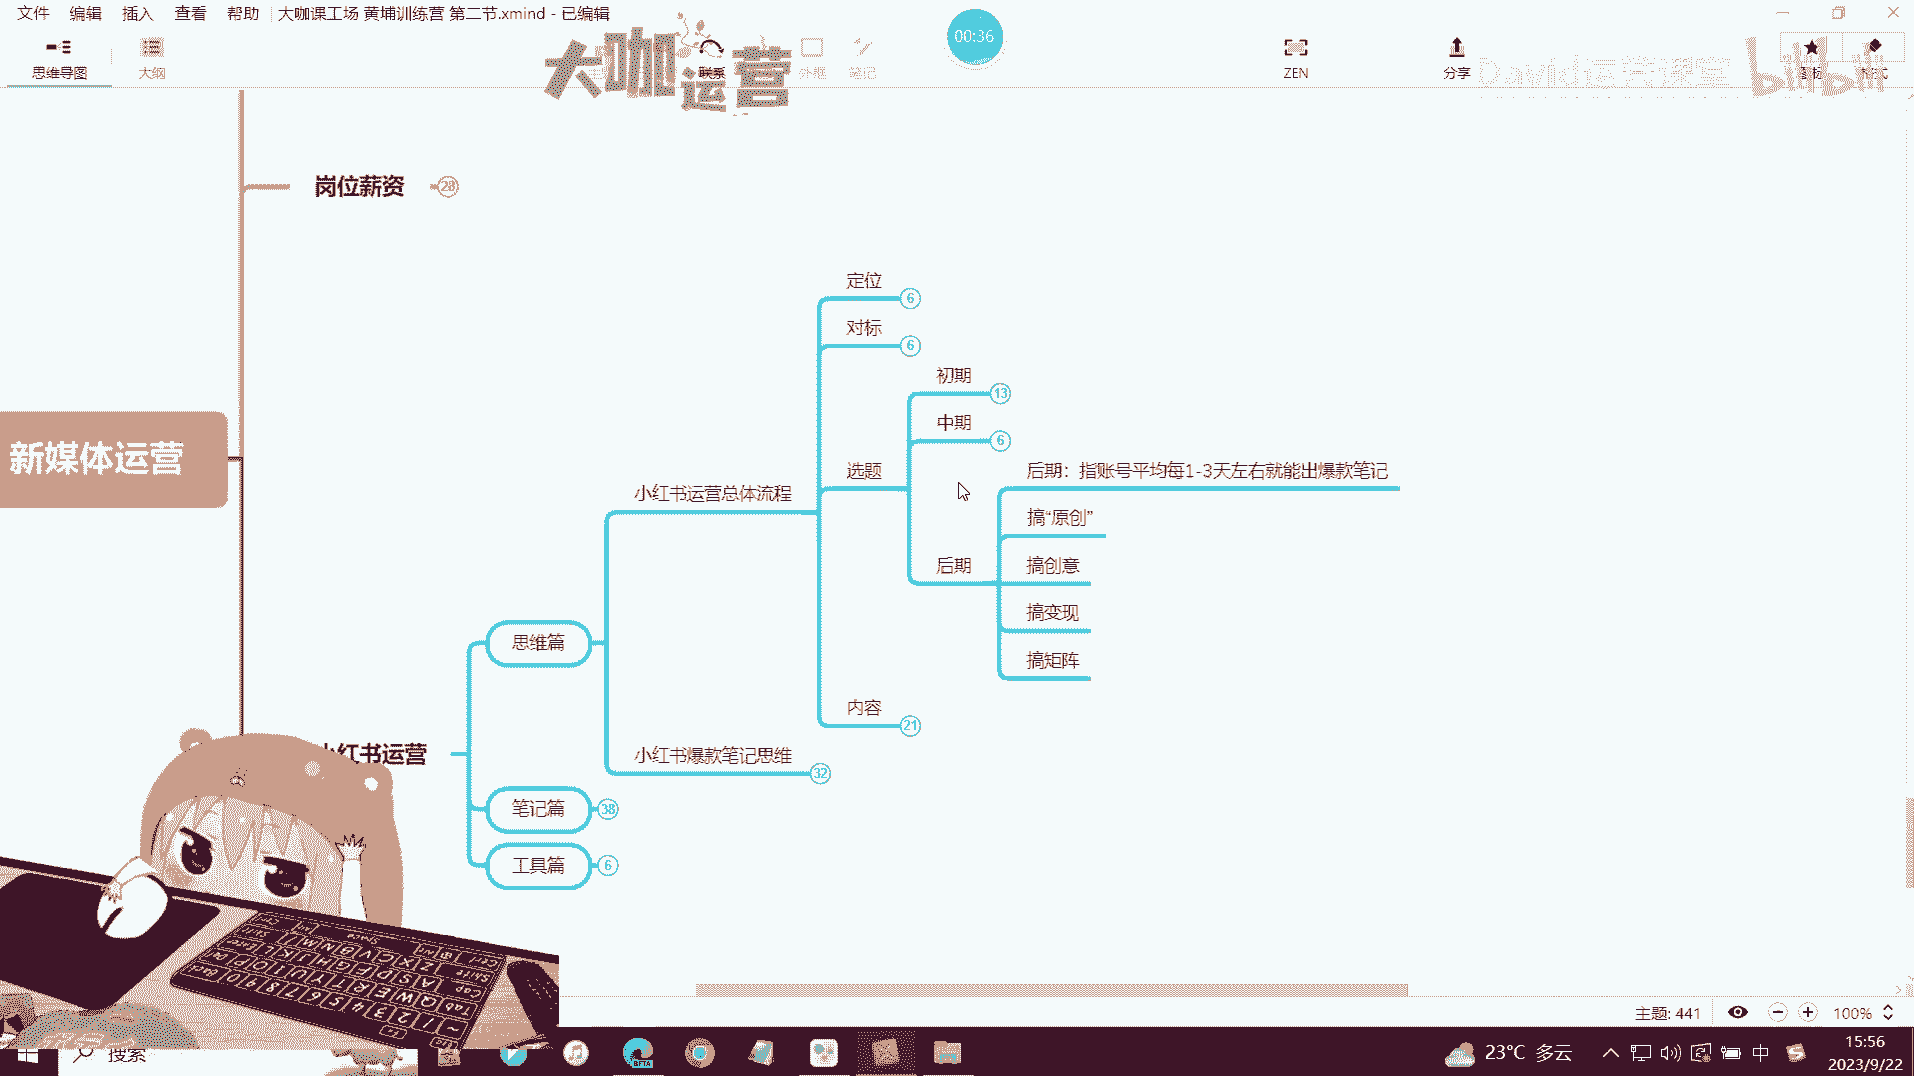 文件 编辑 插入 查看 帮助 大咖课工场 黄埔训练营 第二节.xmind - 已编辑
思维导图
大纲
联系
外框
笔记
00:36
ZEN
分享
大咖运营
David运营课堂
bilibili
岗位薪资
28
定位
6
对标
6
初期
13
中期
6
选题
后期：指账号平均每1-3天左右就能出爆款笔记
新媒体运营
小红书运营总体流程
搞“原创”
后期
搞创意
搞变现
思维篇
搞矩阵
内容
21
小红书运营
小红书爆款笔记思维
32
笔记篇
38
工具篇
6
主题: 441
100%
搜索
BETA
23°C 多云
中
15:56
2023/9/22